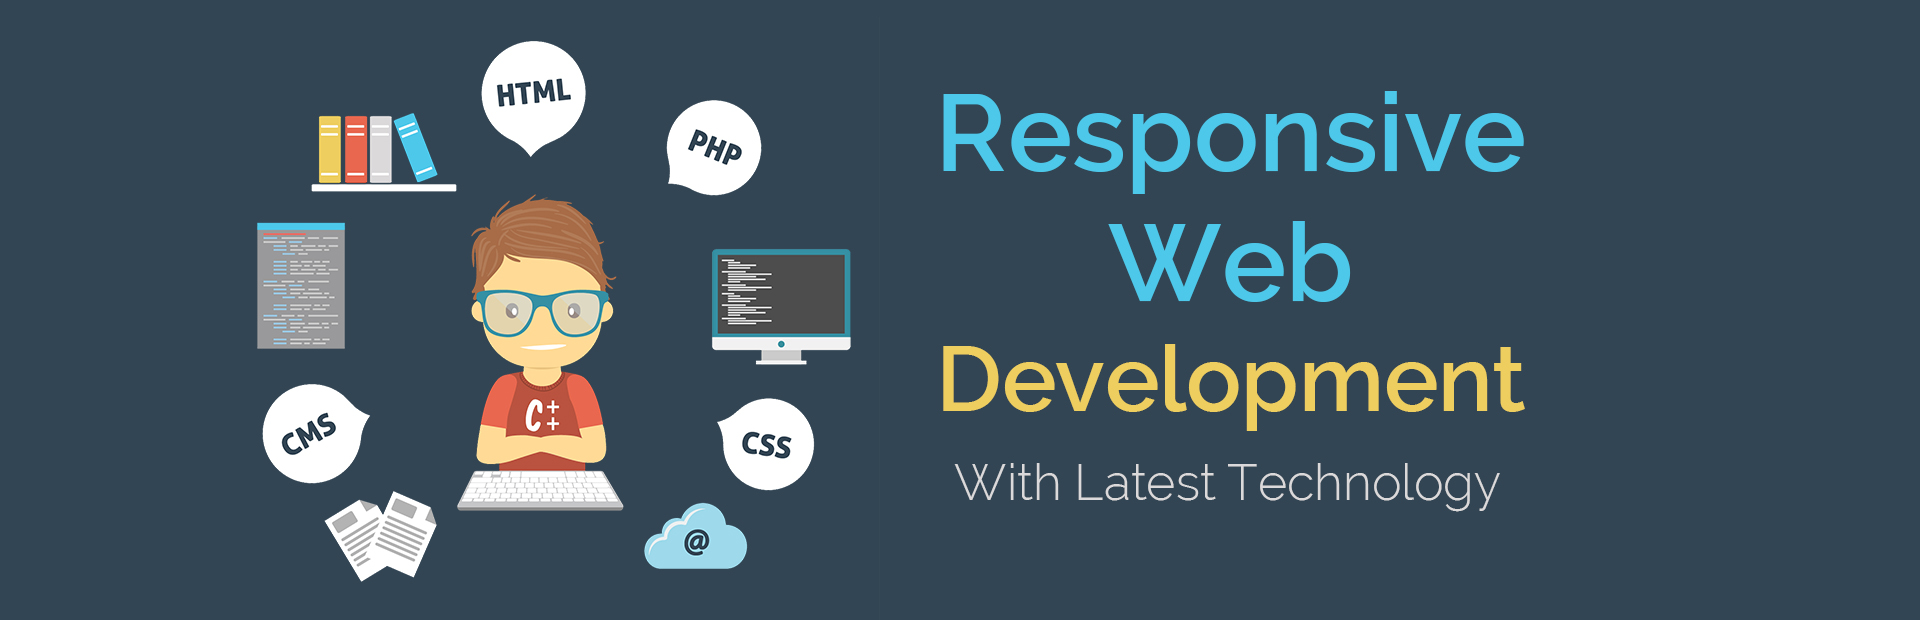 HTML
PHP
CMS
C++
CSS
@
Responsive
Web
Development
With Latest Technology